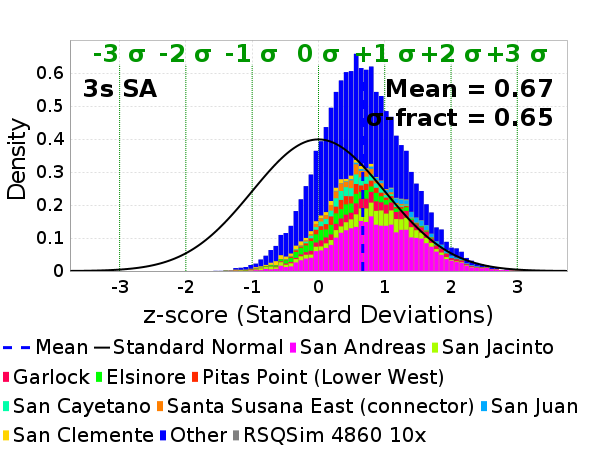 -3 σ -2 σ -1 σ 0 σ +1 σ +2 σ +3 σ
3s SA
Mean = 0.67
σ-fract = 0.65
Density
0.6
0.5
0.4
0.3
0.2
0.1
0
-3 -2 -1 0 1 2 3
z-score (Standard Deviations)
Mean Standard Normal San Andreas San Jacinto
Garlock Elsinore Pitas Point (Lower West)
San Cayetano Santa Susana East (connector) San Juan
San Clemente Other RSQSim 4860 10x